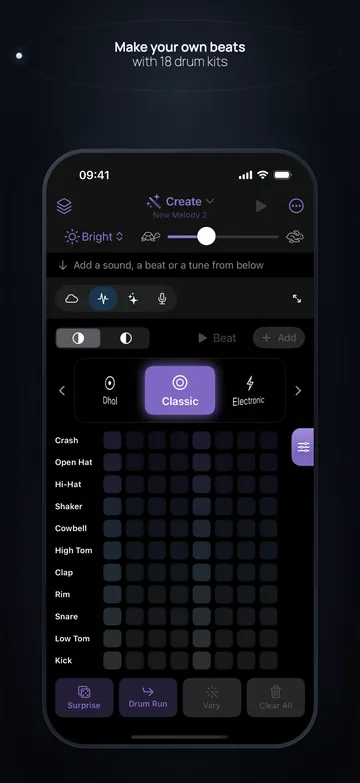 Make your own beats
with 18 drum kits
09:41
Create
New Melody 2
Bright
Add a sound, a beat or a tune from below
Beat
Add
Dhol
Classic
Electronic
Crash
Open Hat
Hi-Hat
Shaker
Cowbell
High Tom
Clap
Rim
Snare
Low Tom
Kick
Surprise
Drum Run
Vary
Clear All